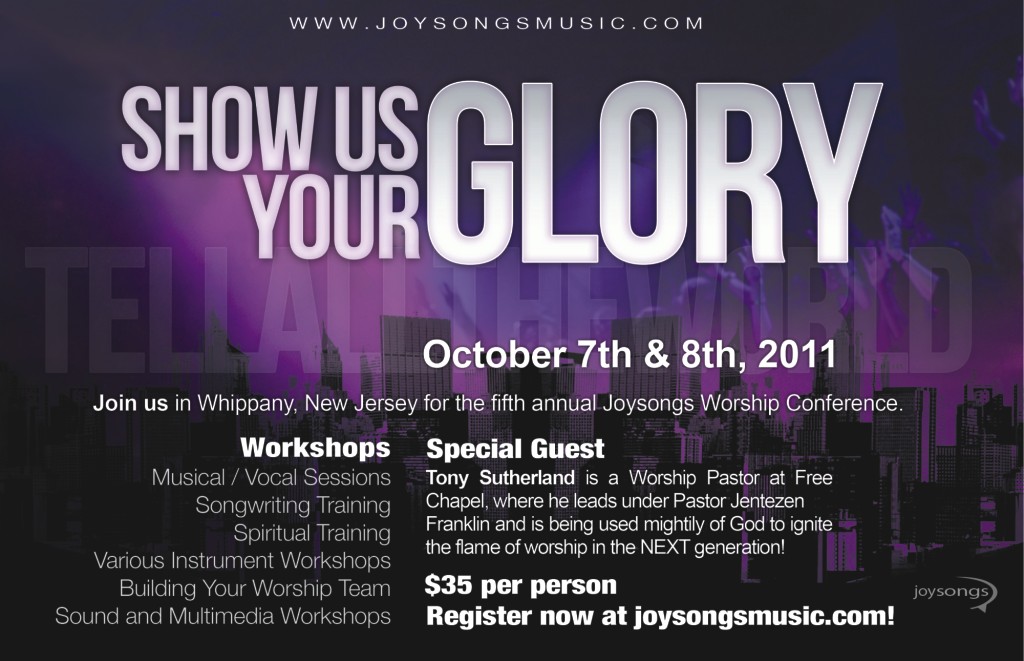 WWW.JOYSONGSMUSIC.COM
SHOW US
YOUR
GLORY
TELL ALL THE WORLD
October 7th & 8th, 2011
Join us in Whippany, New Jersey for the fifth annual Joysongs Worship Conference.
Workshops
Musical / Vocal Sessions
Songwriting Training
Spiritual Training
Various Instrument Workshops
Building Your Worship Team
Sound and Multimedia Workshops
Special Guest
Tony Sutherland is a Worship Pastor at Free
Chapel, where he leads under Pastor Jentezen
Franklin and is being used mightily of God to ignite
the flame of worship in the NEXT generation!
$35 per person
Register now at joysongsmusic.com!
joysongs